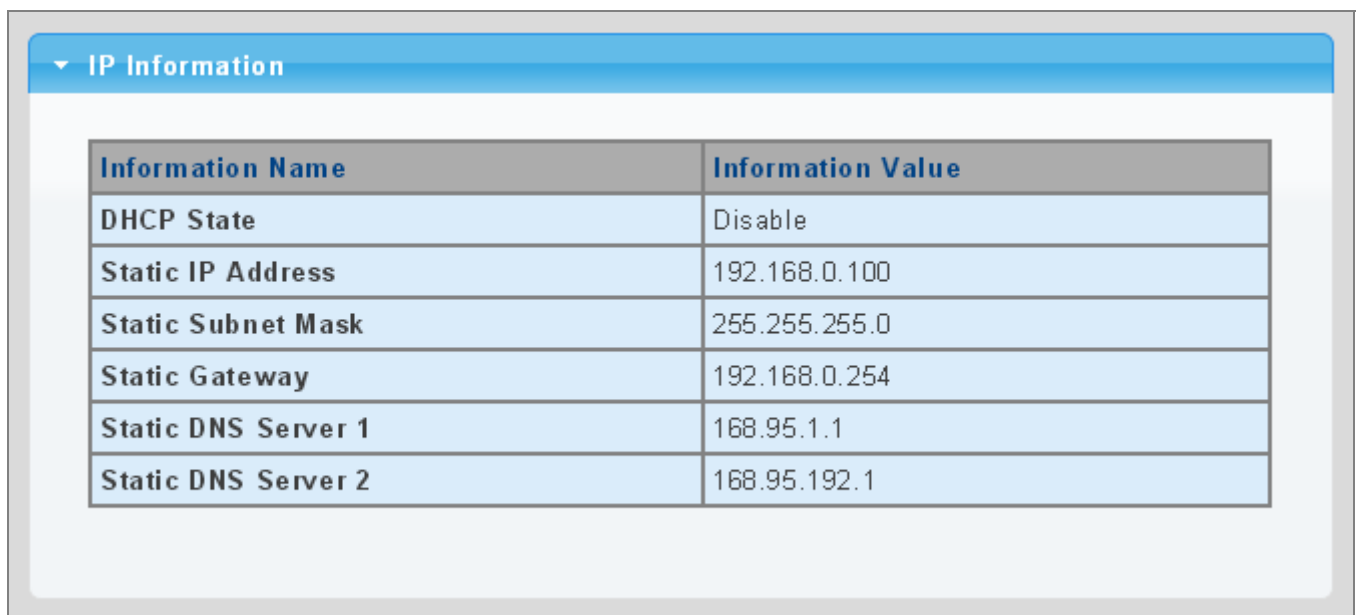 IP Information
Information Name Information Value
DHCP State Disable
Static IP Address 192.168.0.100
Static Subnet Mask 255.255.255.0
Static Gateway 192.168.0.254
Static DNS Server 1 168.95.1.1
Static DNS Server 2 168.95.192.1